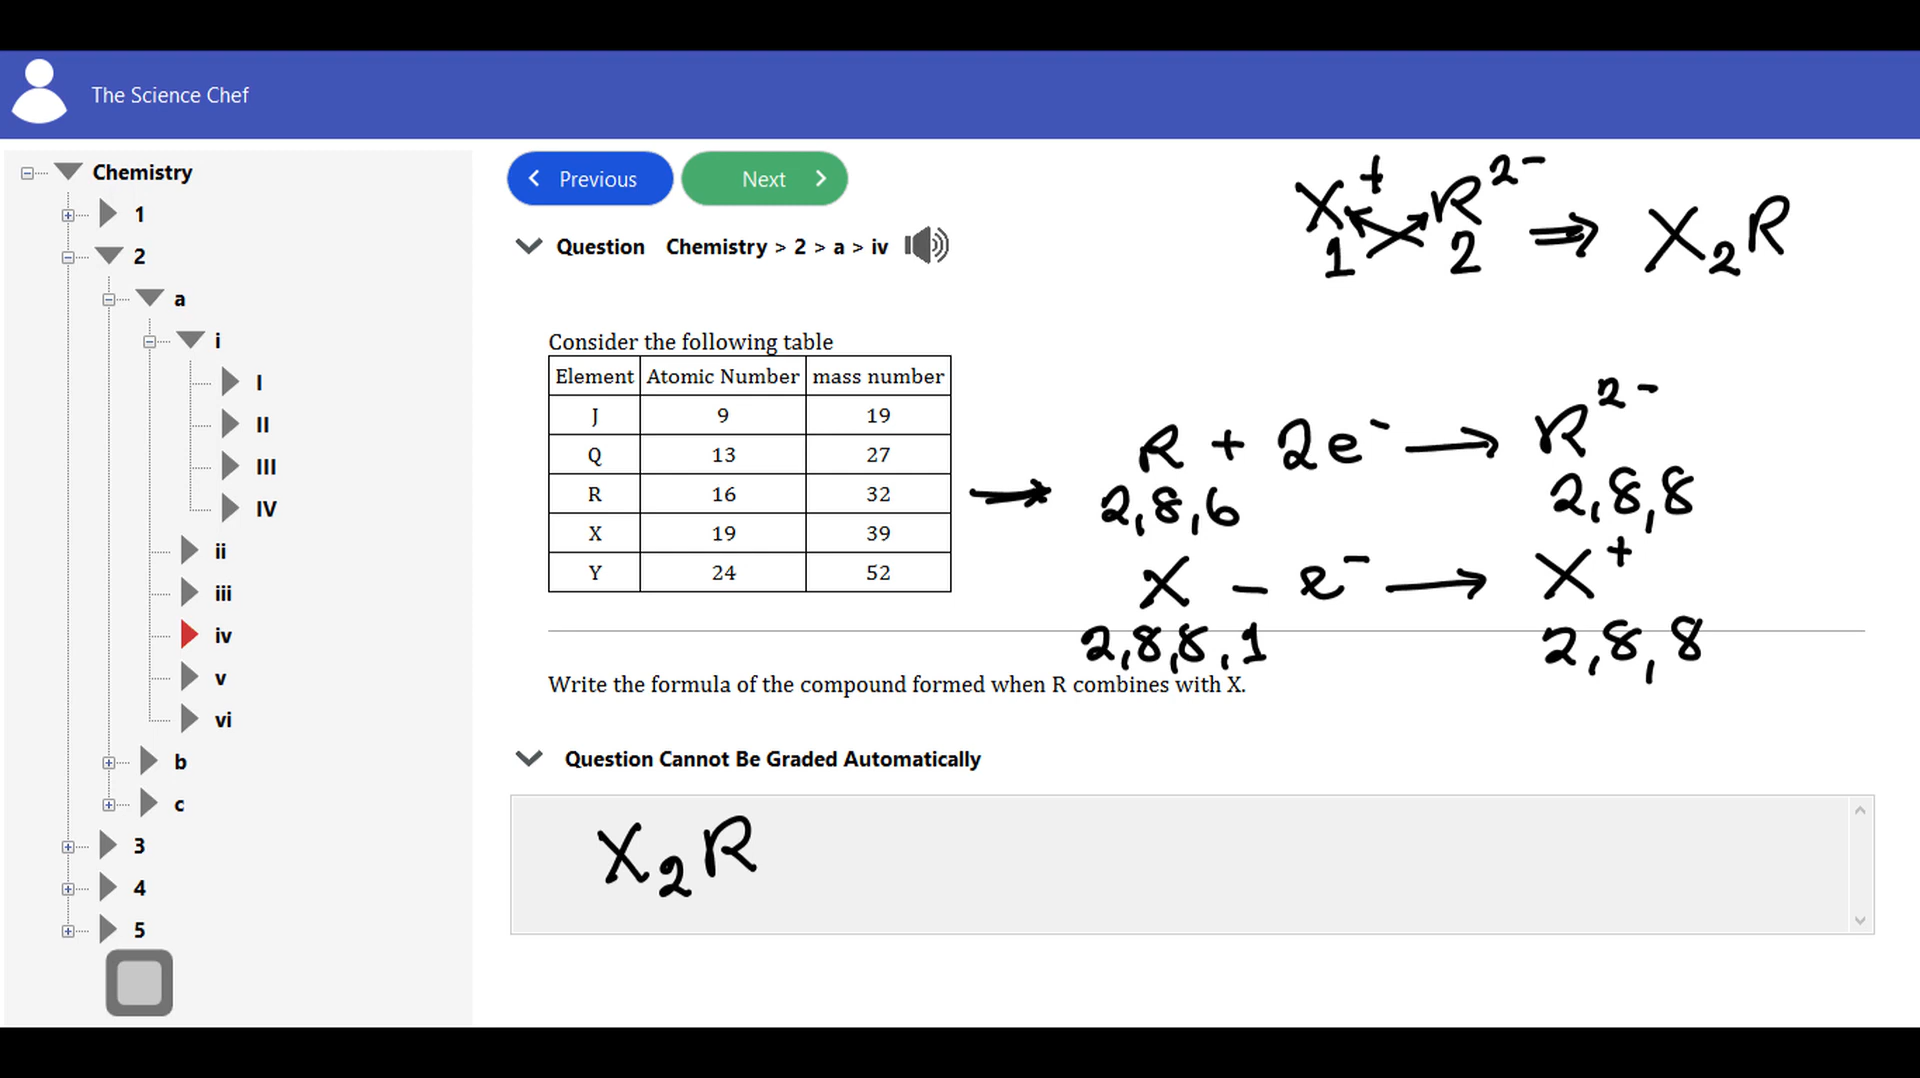 The Science Chef
Chemistry
1
2
a
i
I
II
III
IV
ii
iii
iv
v
vi
b
c
3
4
5
Previous
Next
Question Chemistry > 2 > a > iv
Consider the following table
Element Atomic Number mass number
J 9 19
Q 13 27
R 16 32
X 19 39
Y 24 52
Write the formula of the compound formed when R combines with X.
Question Cannot Be Graded Automatically
X₂R
X⁺ R²⁻ ⇒ X₂R
1 2
R + 2e⁻ → R²⁻
2,8,6 2,8,8
X − e⁻ → X⁺
2,8,8,1 2,8,8